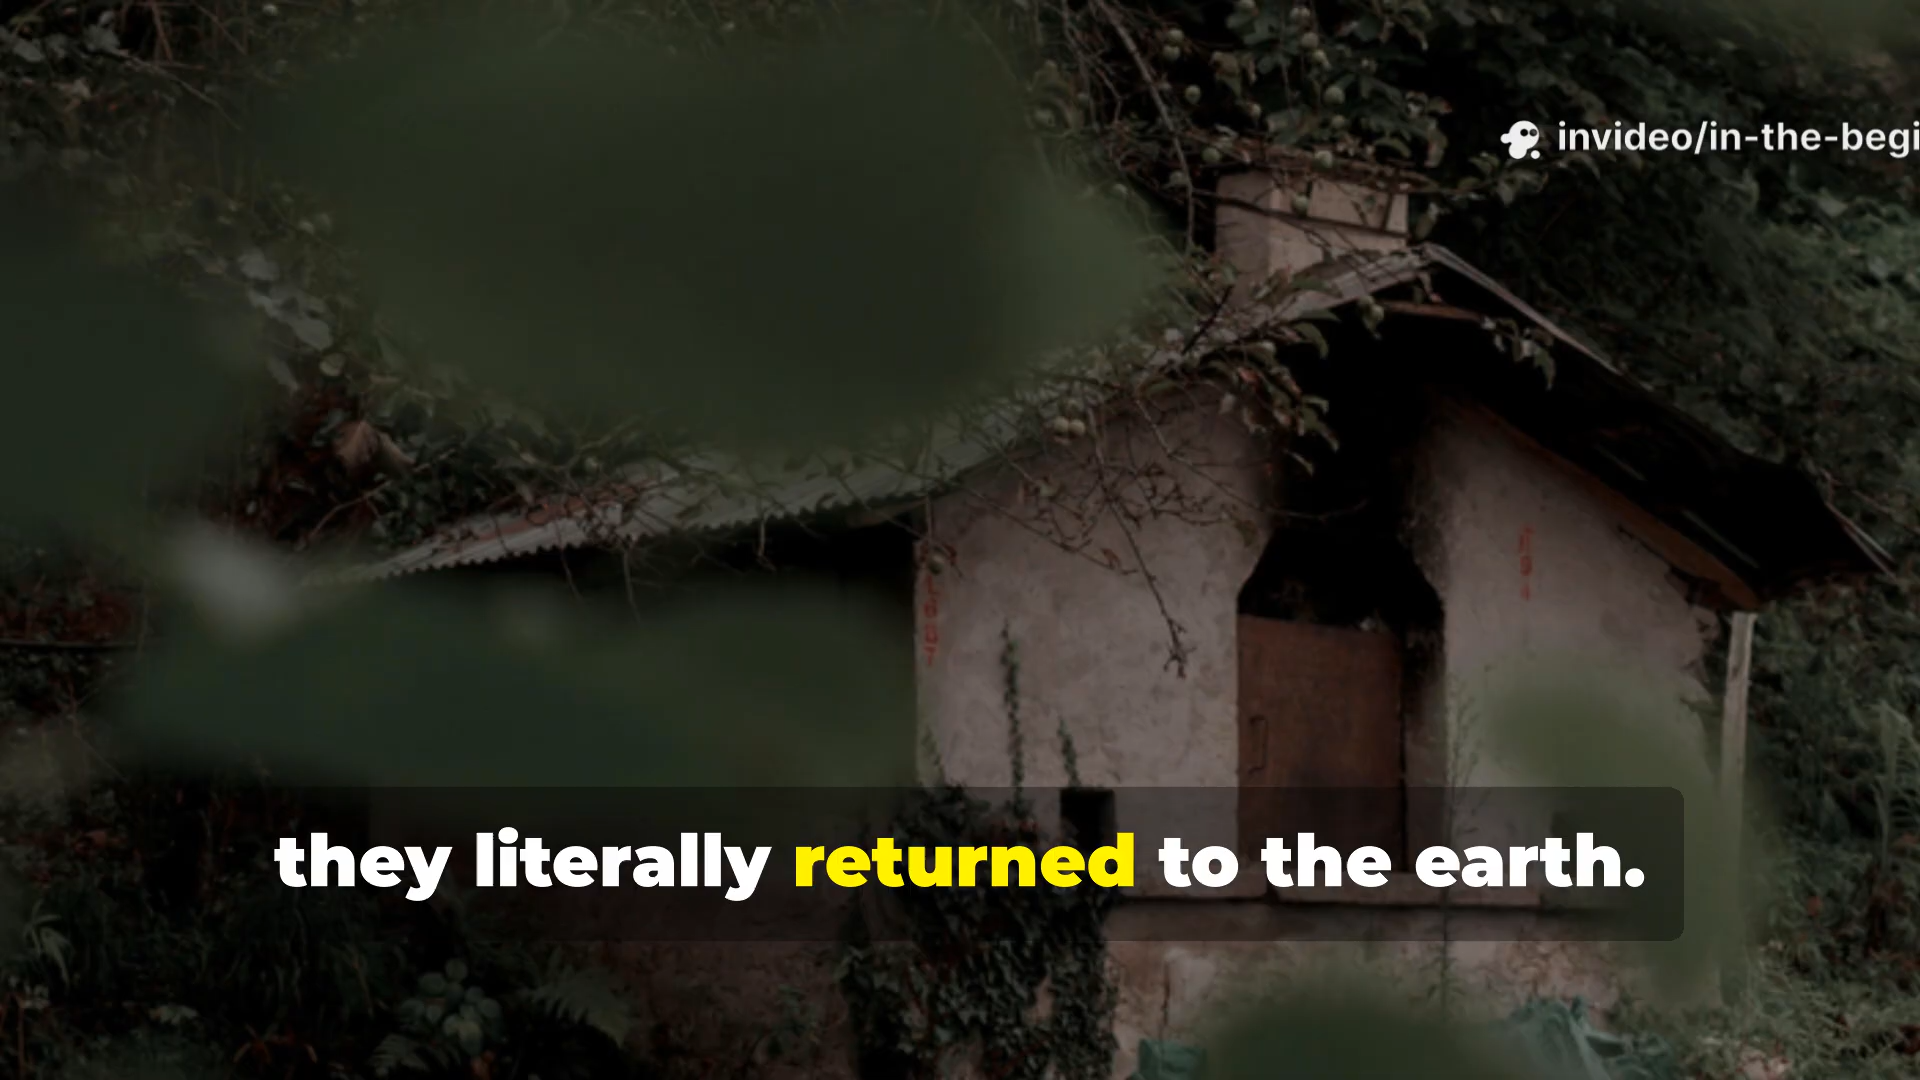 invideo/in-the-begi
they literally returned to the earth.